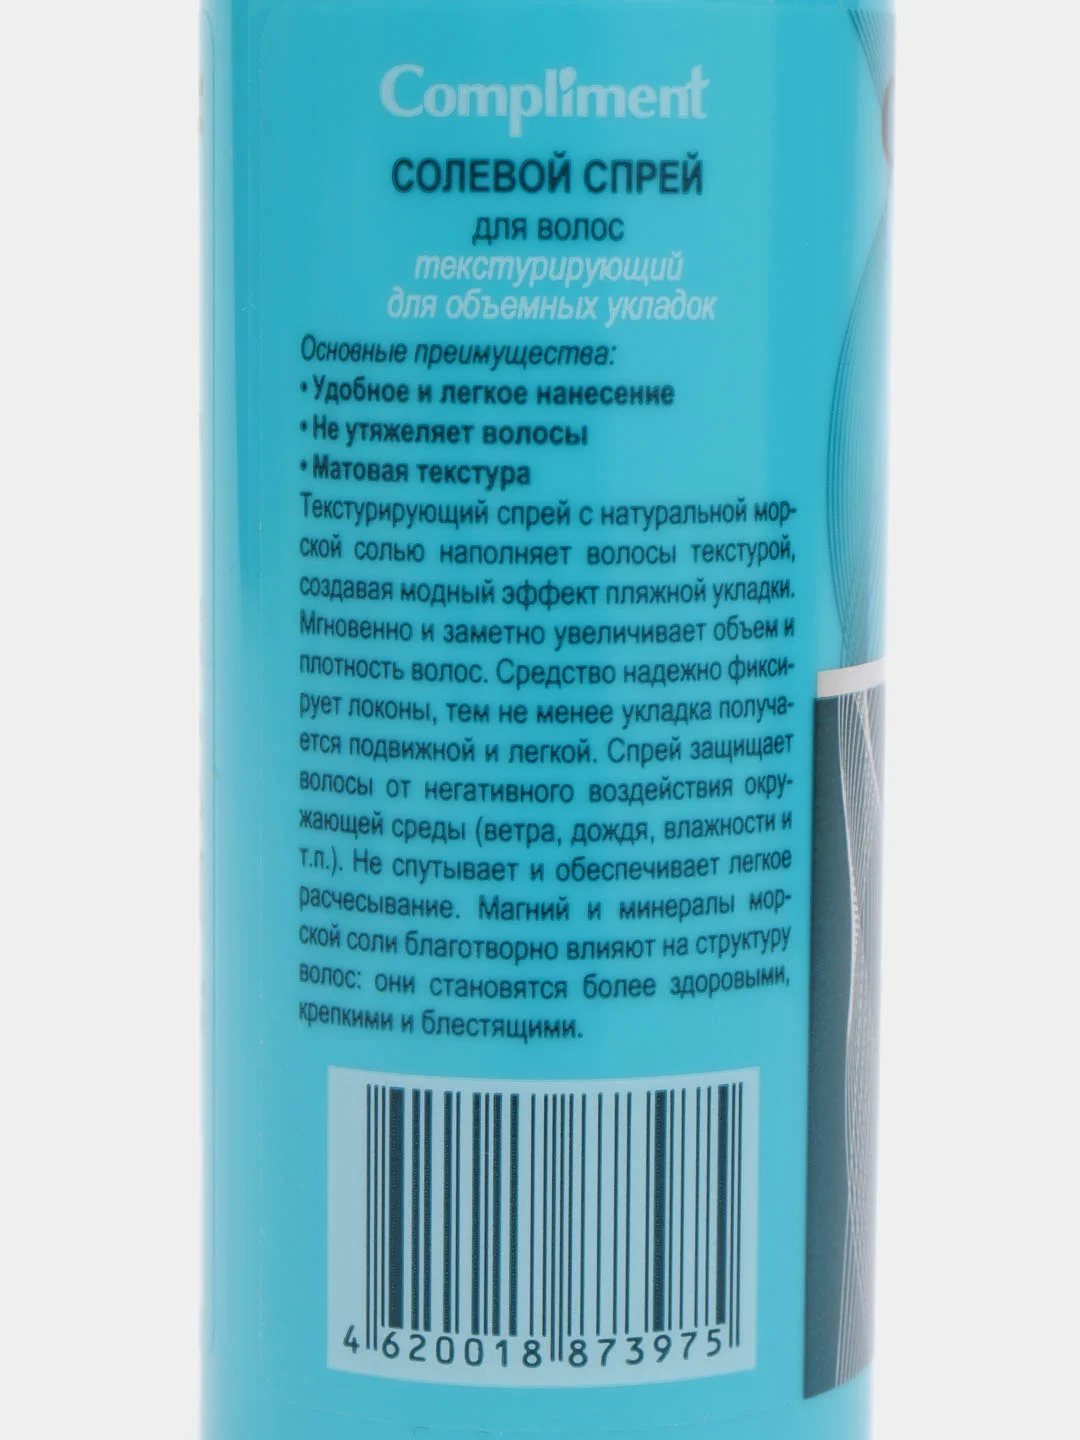 Compliment
СОЛЕВОЙ СПРЕЙ
для волос
текстурирующий
для объемных укладок
Основные преимущества:
• Удобное и легкое нанесение
• Не утяжеляет волосы
• Матовая текстура
Текстурирующий спрей с натуральной мор-
ской солью наполняет волосы текстурой,
создавая модный эффект пляжной укладки.
Мгновенно и заметно увеличивает объем и
плотность волос. Средство надежно фикси-
рует локоны, тем не менее укладка получа-
ется подвижной и легкой. Спрей защищает
волосы от негативного воздействия окру-
жающей среды (ветра, дождя, влажности и
т.п.). Не спутывает и обеспечивает легкое
расчесывание. Магний и минералы мор-
ской соли благотворно влияют на структуру
волос: они становятся более здоровыми,
крепкими и блестящими.
4 620018 873975